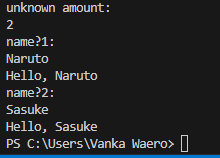 unknown amount:
2
name?1:
Naruto
Hello, Naruto
name?2:
Sasuke
Hello, Sasuke
PS C:\Users\Vanka Waero>